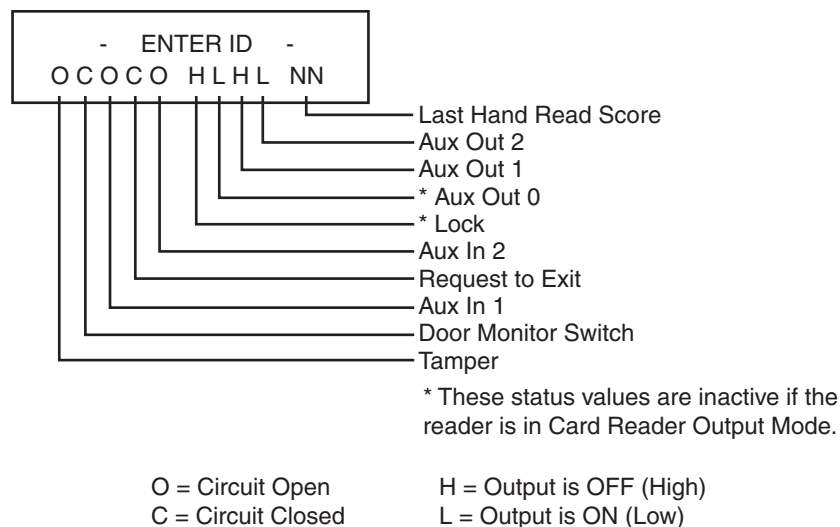 - ENTER ID -
O C O C O H L H L NN
Last Hand Read Score
Aux Out 2
Aux Out 1
* Aux Out 0
* Lock
Aux In 2
Request to Exit
Aux In 1
Door Monitor Switch
Tamper
* These status values are inactive if the
reader is in Card Reader Output Mode.
O = Circuit Open H = Output is OFF (High)
C = Circuit Closed L = Output is ON (Low)